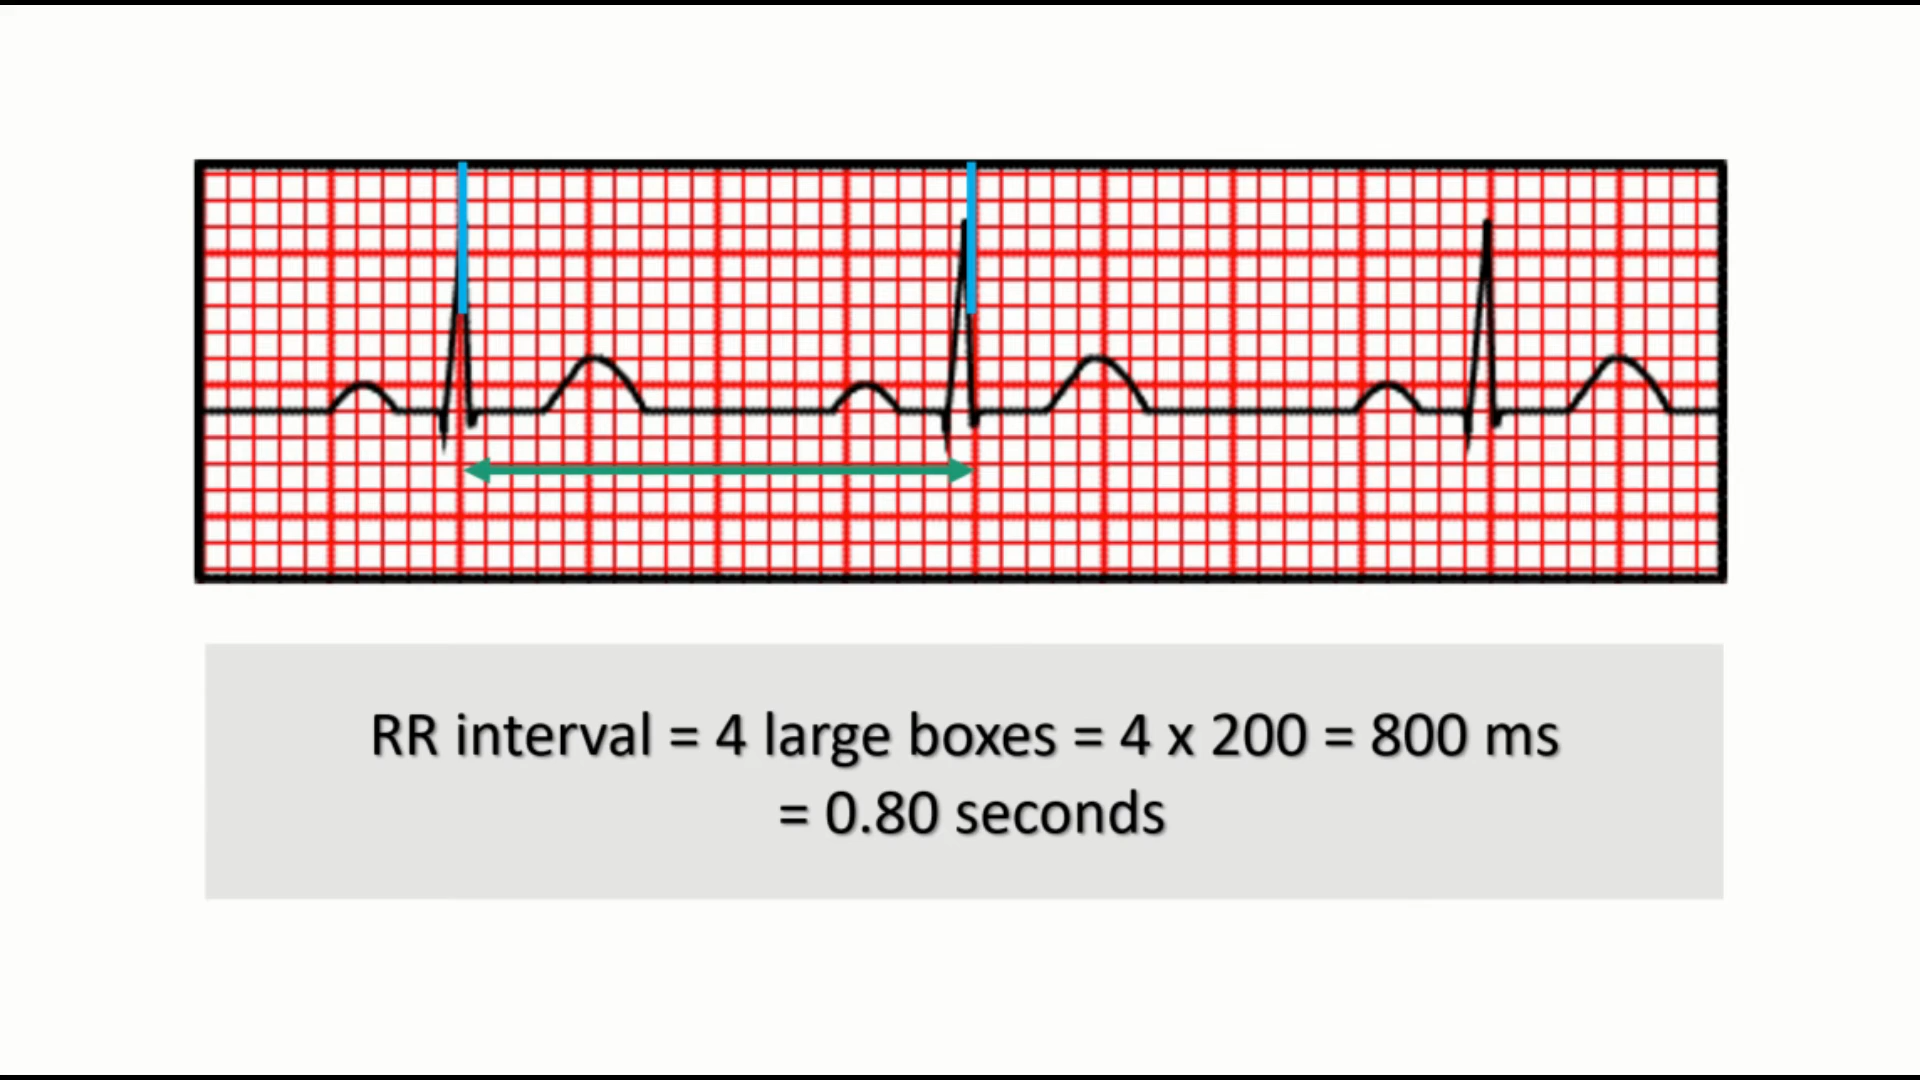 RR interval = 4 large boxes = 4 x 200 = 800 ms
= 0.80 seconds